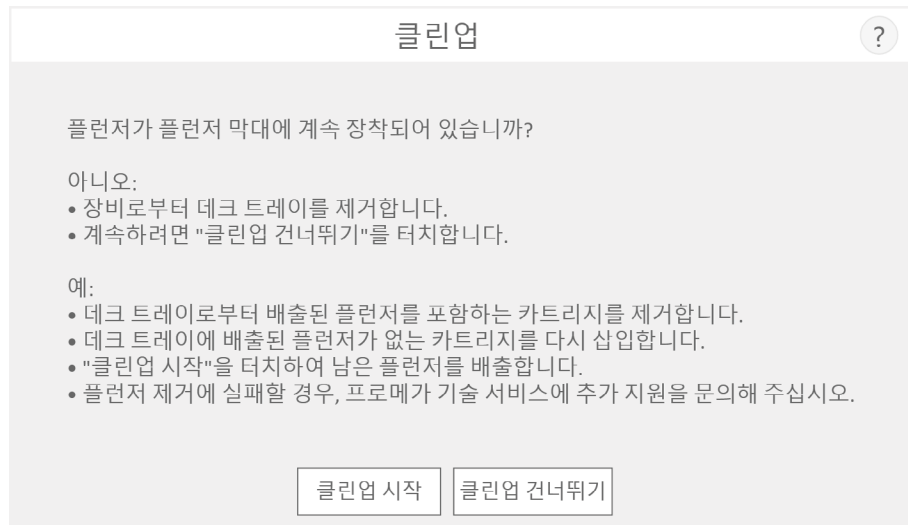 클린업
?
플런저가 플런저 막대에 계속 장착되어 있습니까?
아니오:
• 장비로부터 데크 트레이를 제거합니다.
• 계속하려면 "클린업 건너뛰기"를 터치합니다.
예:
• 데크 트레이로부터 배출된 플런저를 포함하는 카트리지를 제거합니다.
• 데크 트레이에 배출된 플런저가 없는 카트리지를 다시 삽입합니다.
• "클린업 시작"을 터치하여 남은 플런저를 배출합니다.
• 플런저 제거에 실패할 경우, 프로메가 기술 서비스에 추가 지원을 문의해 주십시오.
클린업 시작
클린업 건너뛰기